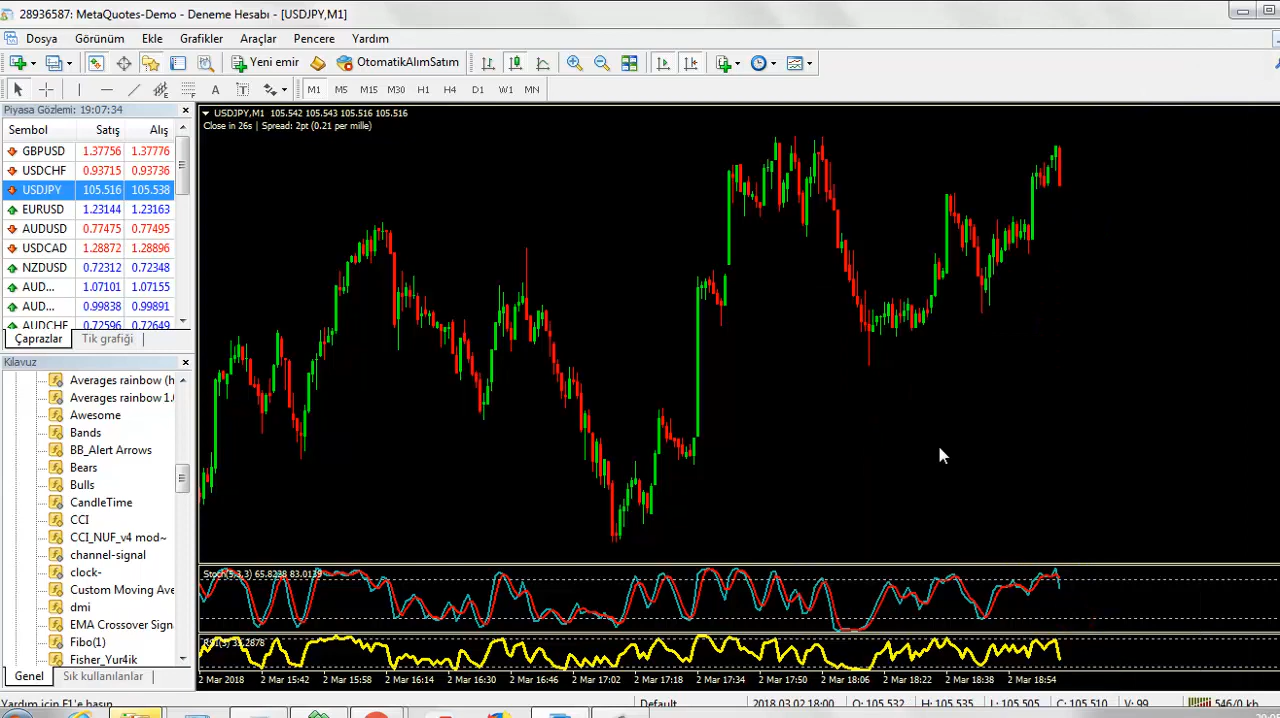 28936587: MetaQuotes-Demo - Deneme Hesabı - [USDJPY,M1]
Dosya Görünüm Ekle Grafikler Araçlar Pencere Yardım
Yeni emir OtomatikAlımSatım
A T M1 M5 M15 M30 H1 H4 D1 W1 MN
Piyasa Gözlemi: 19:07:34
Sembol Satış Alış
GBPUSD 1.37756 1.37776
USDCHF 0.93715 0.93736
USDJPY 105.516 105.538
EURUSD 1.23144 1.23163
AUDUSD 0.77475 0.77495
USDCAD 1.28872 1.28896
NZDUSD 0.72312 0.72348
AUD... 1.07101 1.07155
AUD... 0.99838 0.99891
AUDCHF 0.72596 0.72649
Çaprazlar Tik grafiği
Kılavuz
Averages rainbow (h
Averages rainbow 1.
Awesome
Bands
BB_Alert Arrows
Bears
Bulls
CandleTime
CCI
CCI_NUF_v4 mod~
channel-signal
clock-
Custom Moving Ave
dmi
EMA Crossover Sign
Fibo(1)
Fisher_Yur4ik
Genel Sık kullanılanlar
USDJPY,M1 105.542 105.543 105.516 105.516
Close in 26s | Spread: 2pt (0.21 per mille)
Stoch(5,3,3) 65.8228 83.0139
2 Mar 2018 2 Mar 15:42 2 Mar 15:58 2 Mar 16:14 2 Mar 16:30 2 Mar 16:46 2 Mar 17:02 2 Mar 17:18 2 Mar 17:34 2 Mar 17:50 2 Mar 18:06 2 Mar 18:22 2 Mar 18:38 2 Mar 18:54
Yardım için F1'e basın Default 2018.03.02 18:00 O: 105.532 H: 105.535 L: 105.505 C: 105.510 V: 99 546/0 kb